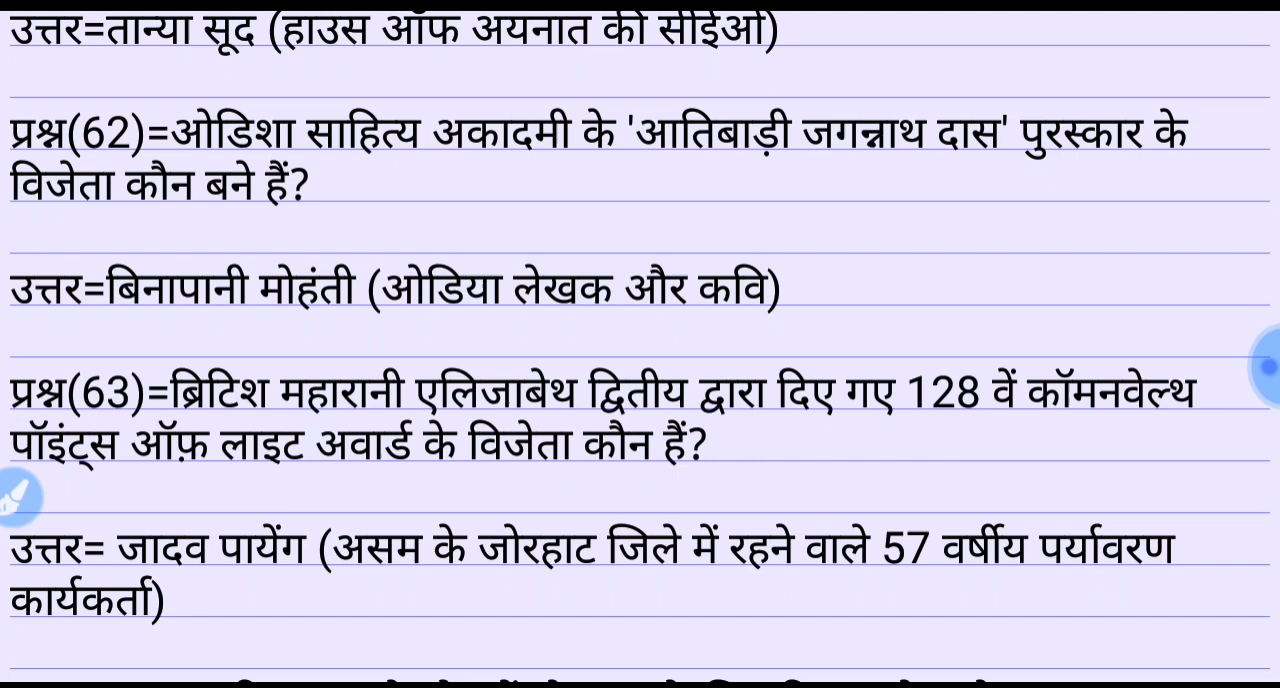 उत्तर=तान्या सूद (हाउस ऑफ अयनात की सीईओ)
प्रश्न(62)=ओडिशा साहित्य अकादमी के 'आतिबाड़ी जगन्नाथ दास' पुरस्कार के
विजेता कौन बने हैं?
उत्तर=बिनापानी मोहंती (ओडिया लेखक और कवि)
प्रश्न(63)=ब्रिटिश महारानी एलिजाबेथ द्वितीय द्वारा दिए गए 128 वें कॉमनवेल्थ
पॉइंट्स ऑफ़ लाइट अवार्ड के विजेता कौन हैं?
उत्तर= जादव पायेंग (असम के जोरहाट जिले में रहने वाले 57 वर्षीय पर्यावरण
कार्यकर्ता)